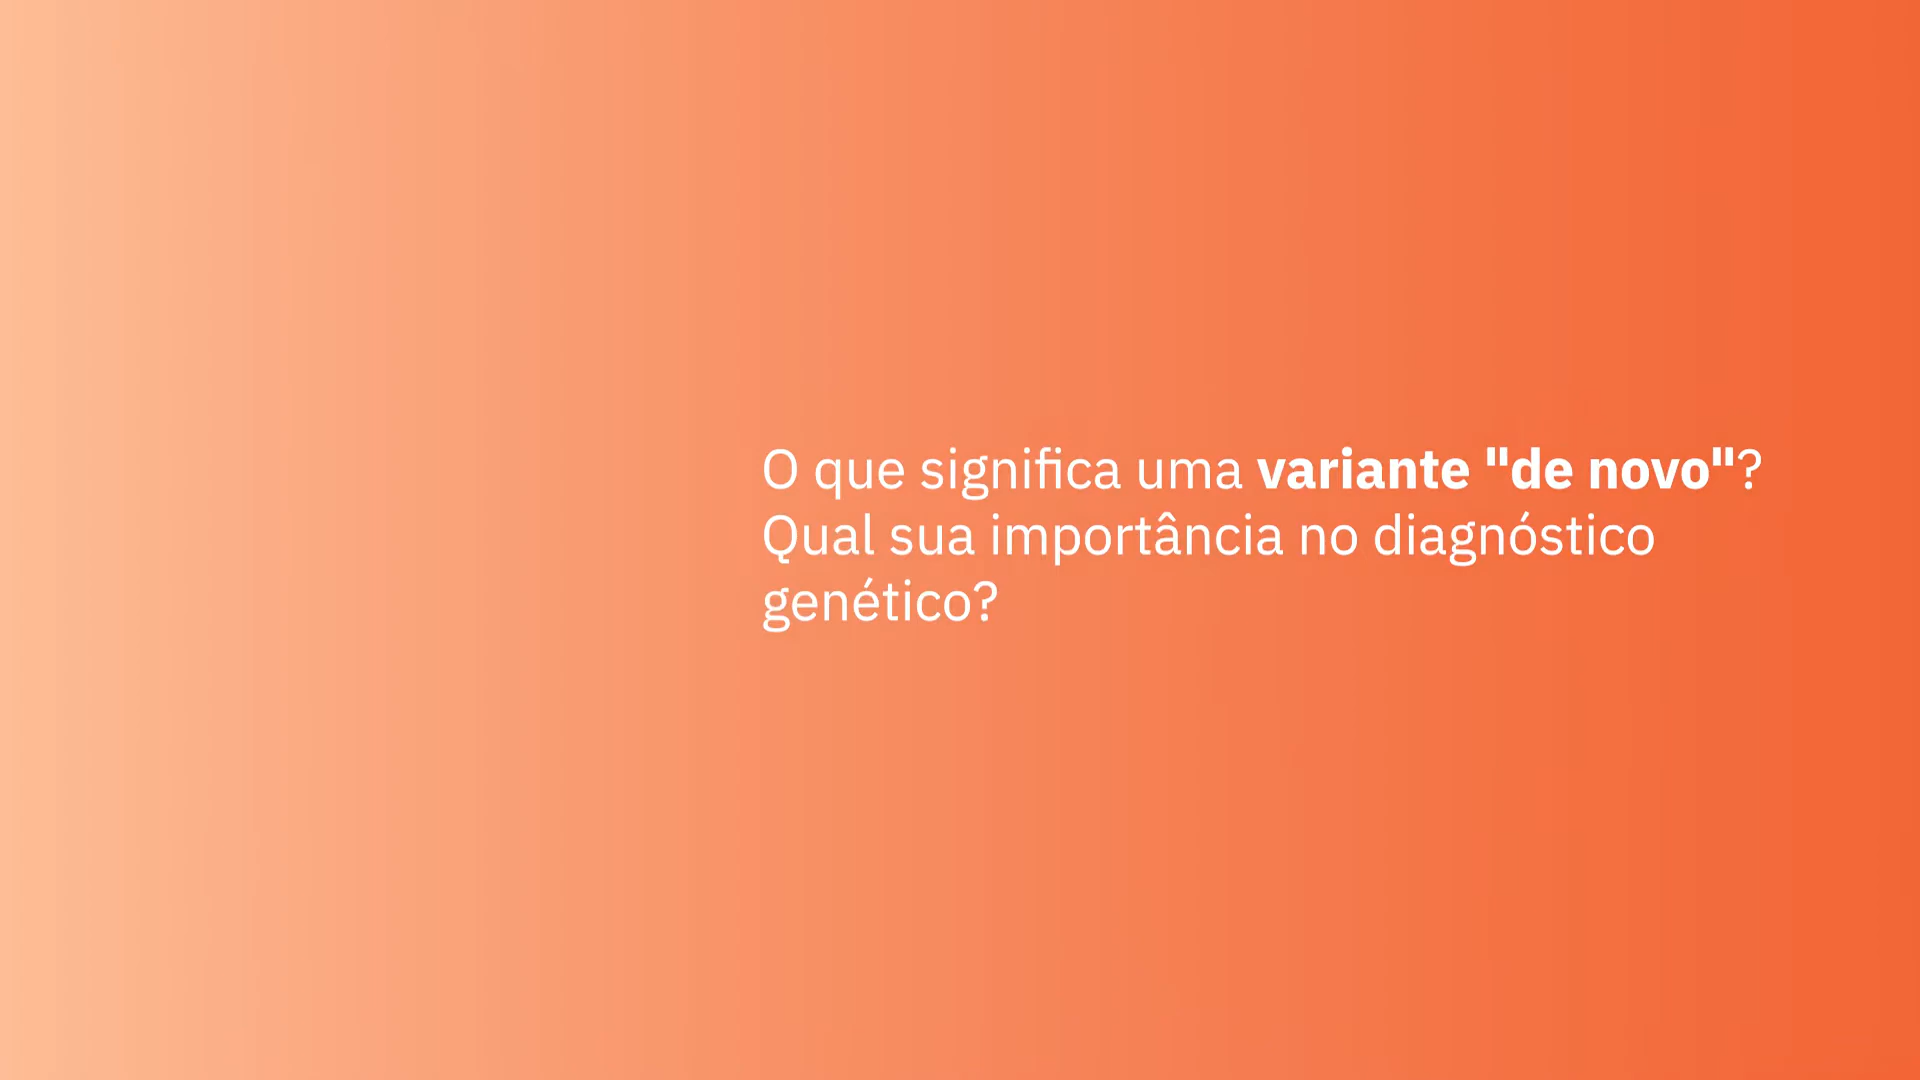 O que significa uma variante "de novo"?
Qual sua importância no diagnóstico
genético?